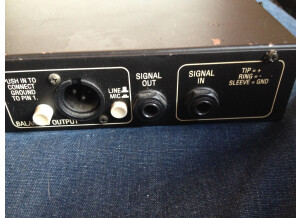 PUSH IN TO
CONNECT
GROUND
TO PIN 1.
LINE
MIC
BALA OUTPUT
SIGNAL
OUT
SIGNAL
IN
TIP = +
RING = -
SLEEVE = GND